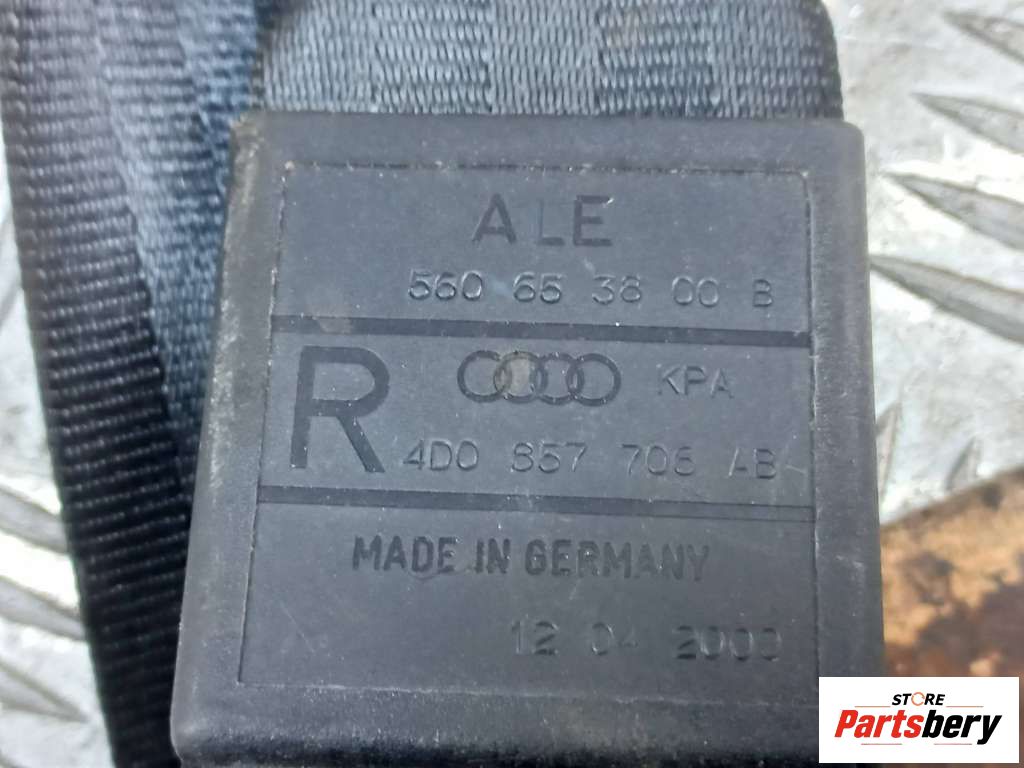 ALE
560 65 38 00 B
R KPA
4D0 857 706 AB
MADE IN GERMANY
12 04 2000
STORE
Partsbery